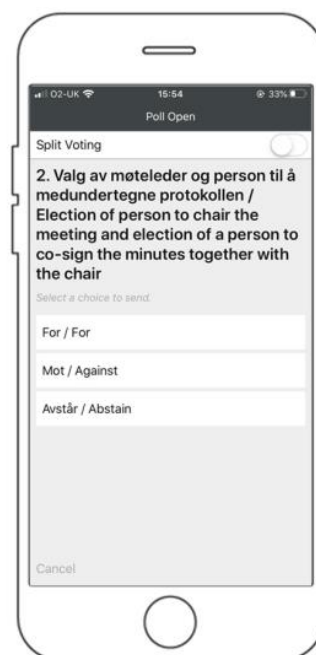 O2-UK 15:54 33%
Poll Open
Split Voting
2. Valg av møteleder og person til å
medundertegne protokollen /
Election of person to chair the
meeting and election of a person to
co-sign the minutes together with
the chair
Select a choice to send.
For / For
Mot / Against
Avstår / Abstain
Cancel